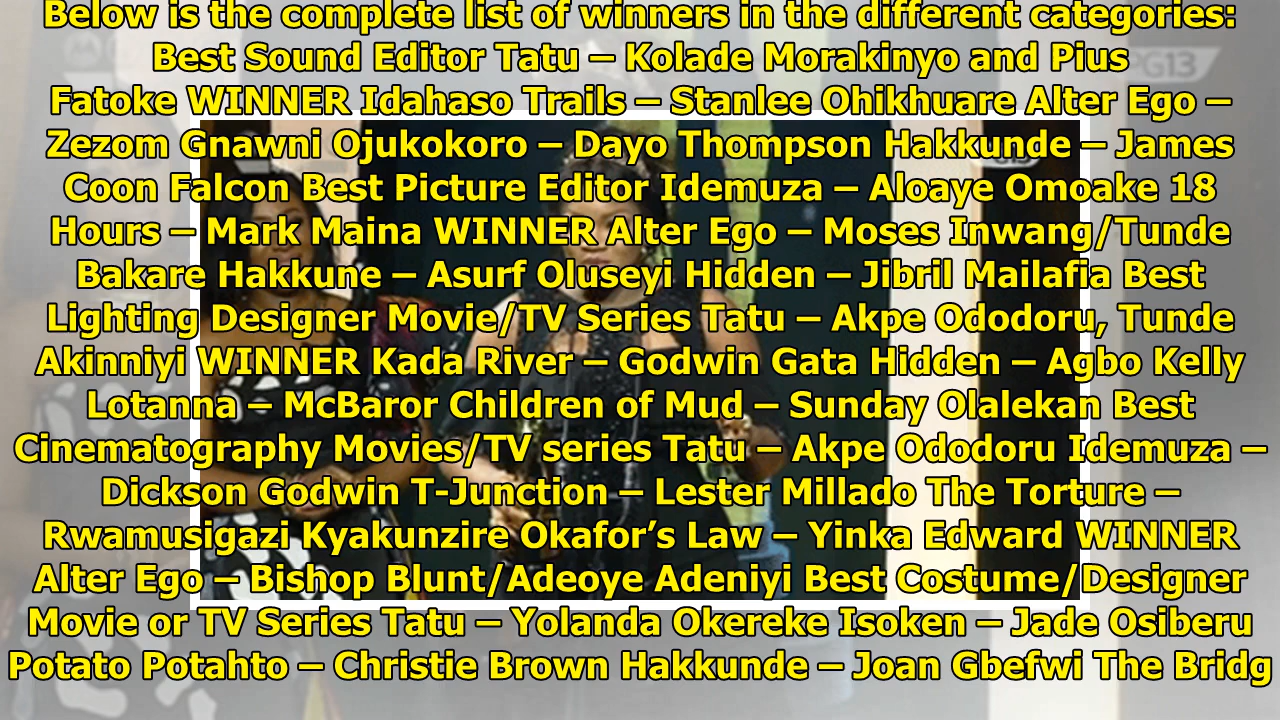 Below is the complete list of winners in the different categories:
Best Sound Editor Tatu – Kolade Morakinyo and Pius
Fatoke WINNER Idahaso Trails – Stanlee Ohikhuare Alter Ego –
Zezom Gnawni Ojukokoro – Dayo Thompson Hakkunde – James
Coon Falcon Best Picture Editor Idemuza – Aloaye Omoake 18
Hours – Mark Maina WINNER Alter Ego – Moses Inwang/Tunde
Bakare Hakkune – Asurf Oluseyi Hidden – Jibril Mailafia Best
Lighting Designer Movie/TV Series Tatu – Akpe Ododoru, Tunde
Akinniyi WINNER Kada River – Godwin Gata Hidden – Agbo Kelly
Lotanna – McBaror Children of Mud – Sunday Olalekan Best
Cinematography Movies/TV series Tatu – Akpe Ododoru Idemuza –
Dickson Godwin T-Junction – Lester Millado The Torture –
Rwamusigazi Kyakunzire Okafor’s Law – Yinka Edward WINNER
Alter Ego – Bishop Blunt/Adeoye Adeniyi Best Costume/Designer
Movie or TV Series Tatu – Yolanda Okereke Isoken – Jade Osiberu
Potato Potahto – Christie Brown Hakkunde – Joan Gbefwi The Bridg
PG13